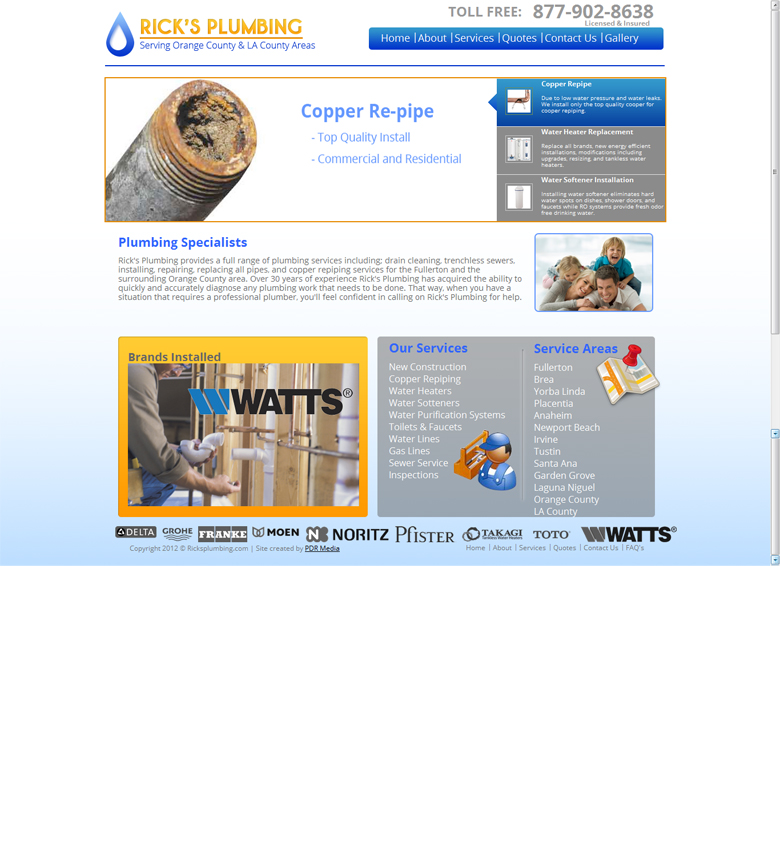 RICK'S PLUMBING
Serving Orange County & LA County Areas
TOLL FREE: 877-902-8638
Licensed & Insured
Home | About | Services | Quotes | Contact Us | Gallery
Copper Re-pipe
- Top Quality Install
- Commercial and Residential
Copper Repipe
Due to low water pressure and water leaks,
We install only the top quality cooper for
cooper repiping.
Water Heater Replacement
Replace all brands, new energy efficient
installations, modifications including
upgrades, resizing, and tankless water
heaters.
Water Softener Installation
Installing water softener eliminates hard
water spots on dishes, shower doors, and
faucets while RO systems provide fresh odor
free drinking water.
Plumbing Specialists
Rick's Plumbing provides a full range of plumbing services including; drain cleaning, trenchless sewers,
installing, repairing, replacing all pipes, and copper repiping services for the Fullerton and the
surrounding Orange County area. Over 30 years of experience Rick's Plumbing has acquired the ability to
quickly and accurately diagnose any plumbing work that needs to be done. That way, when you have a
situation that requires a professional plumber, you'll feel confident in calling on Rick's Plumbing for help.
Brands Installed
WATTS®
Our Services
New Construction
Copper Repiping
Water Heaters
Water Sotteners
Water Purification Systems
Toilets & Faucets
Water Lines
Gas Lines
Sewer Service
Inspections
Service Areas
Fullerton
Brea
Yorba Linda
Placentia
Anaheim
Newport Beach
Irvine
Tustin
Santa Ana
Garden Grove
Laguna Niguel
Orange County
LA County
DELTA GROHE FRANKE MOEN NORITZ Pfister TAKAGI TOTO WATTS®
Tankless Water Heaters
Copyright 2012 © Ricksplumbing.com | Site created by PDR Media
Home | About | Services | Quotes | Contact Us | FAQ's